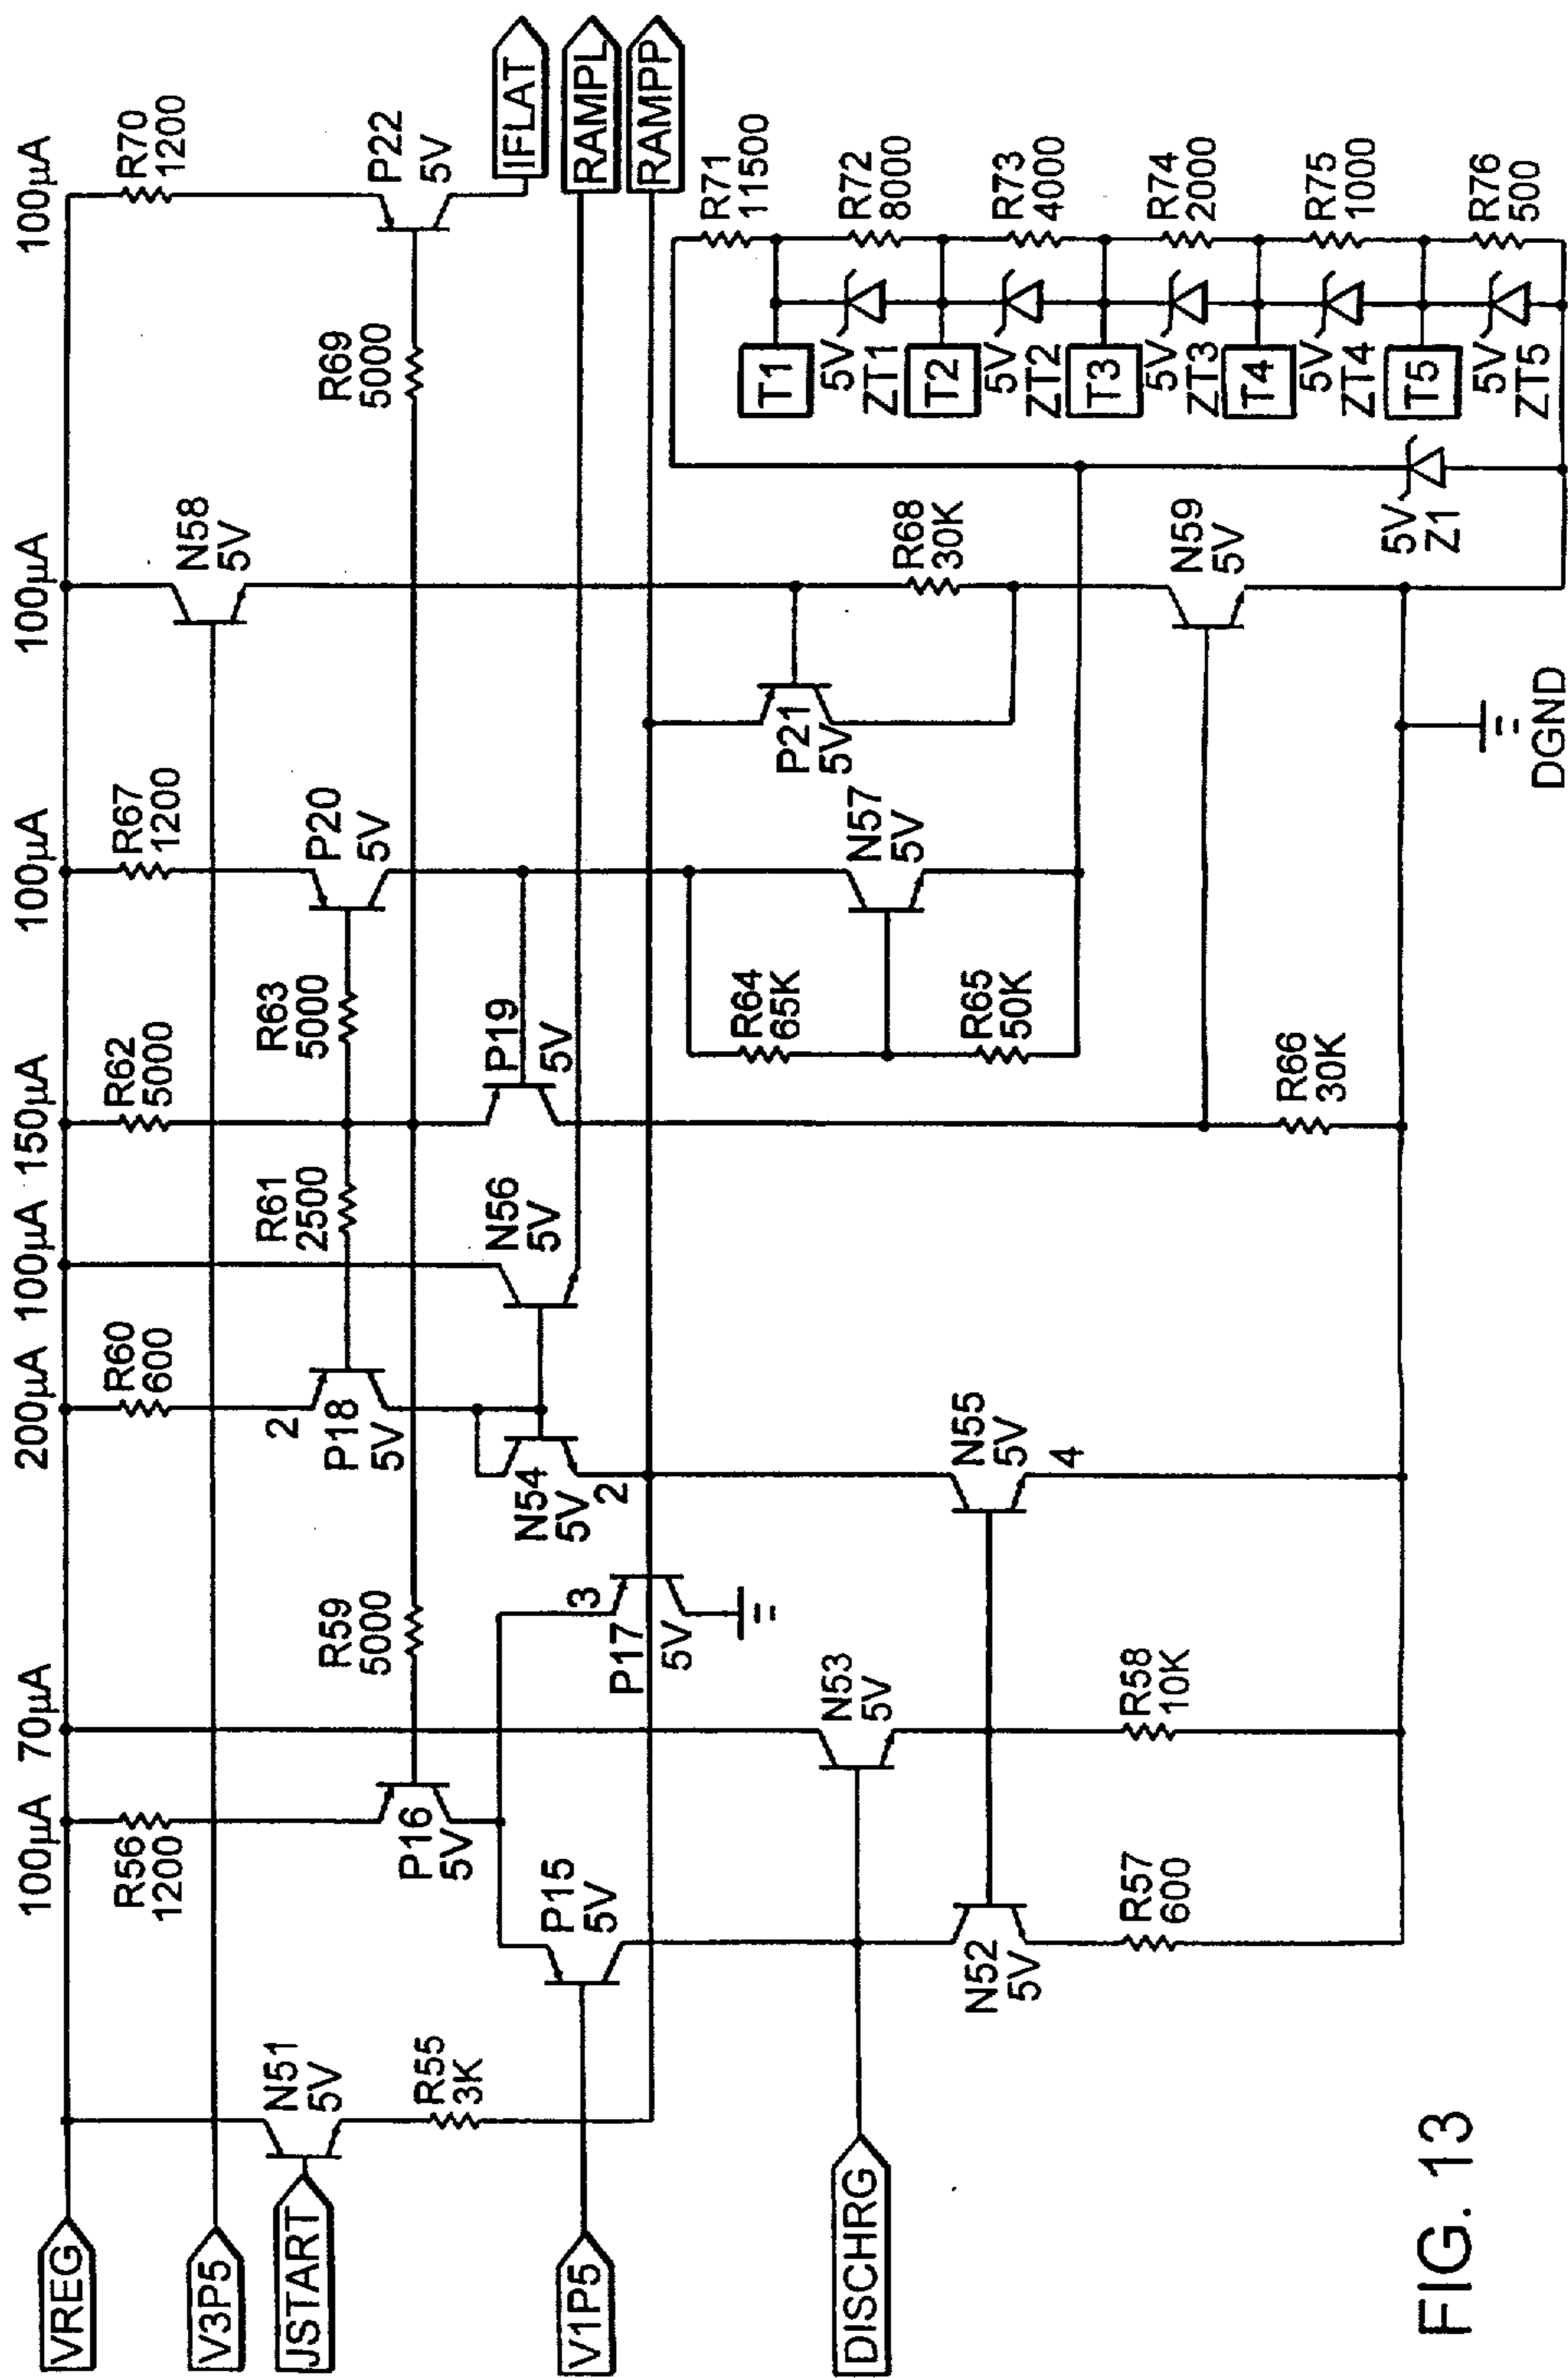 100µA
70µA
200µA
100µA
150µA
100µA
100µA
100µA
VREG
V3P5
JSTART
V1P5
DISCHRG
N51
5V
R55
3K
R56
1200
P16
5V
P15
5V
N52
5V
R57
600
N53
5V
R58
10K
R59
5000
3
P17
5V
R60
600
2
P18
5V
N54
5V
2
N55
5V
4
R61
2500
N56
5V
R62
5000
R63
5000
P19
5V
R64
65K
R65
50K
R66
30K
R67
1200
P20
5V
N57
5V
P21
5V
N58
5V
R68
30K
N59
5V
DGND
R69
5000
R70
1200
P22
5V
IFLAT
RAMPL
RAMPP
R71
11500
T1
5V
ZT1
R72
8000
T2
5V
ZT2
R73
4000
T3
5V
ZT3
R74
2000
T4
5V
ZT4
R75
1000
T5
5V
ZT5
R76
500
5V
Z1
FIG. 13